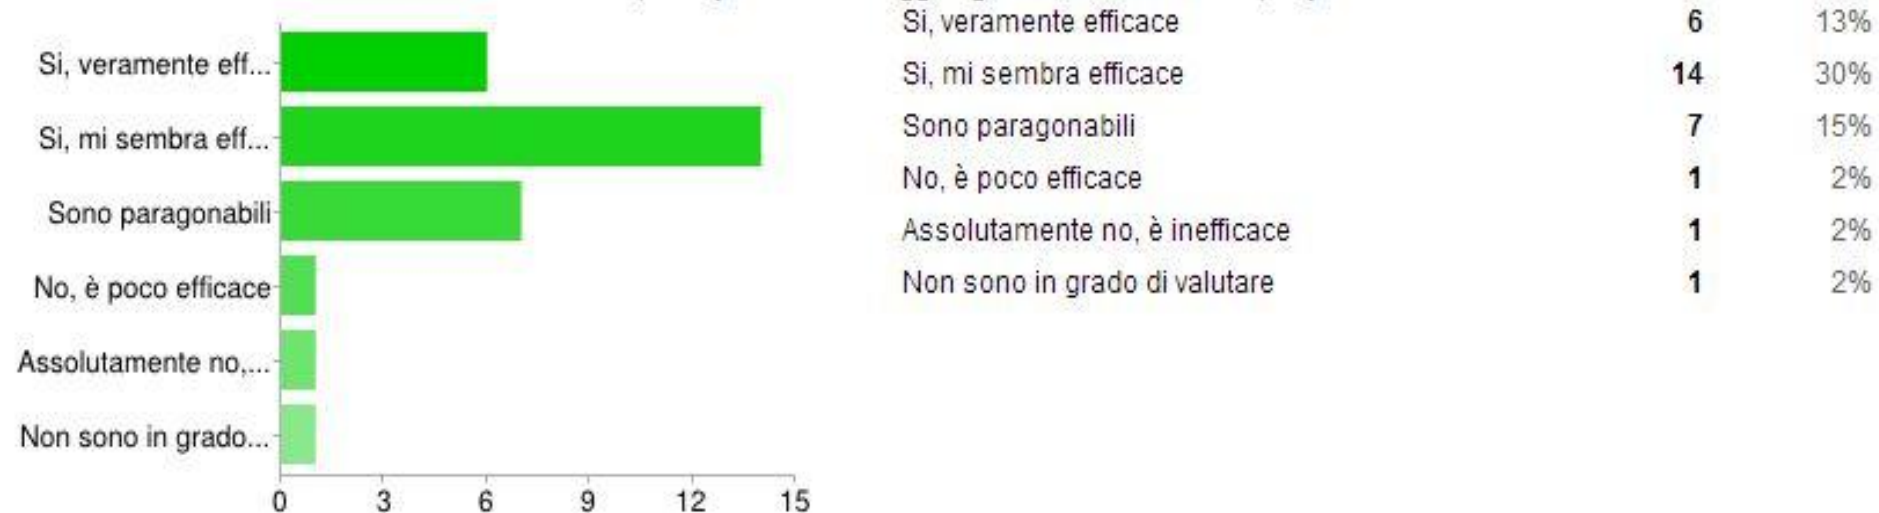 Si, veramente eff...
Si, mi sembra eff...
Sono paragonabili
No, è poco efficace
Assolutamente no,...
Non sono in grado...
0 3 6 9 12 15
Si, veramente efficace 6 13%
Si, mi sembra efficace 14 30%
Sono paragonabili 7 15%
No, è poco efficace 1 2%
Assolutamente no, è inefficace 1 2%
Non sono in grado di valutare 1 2%